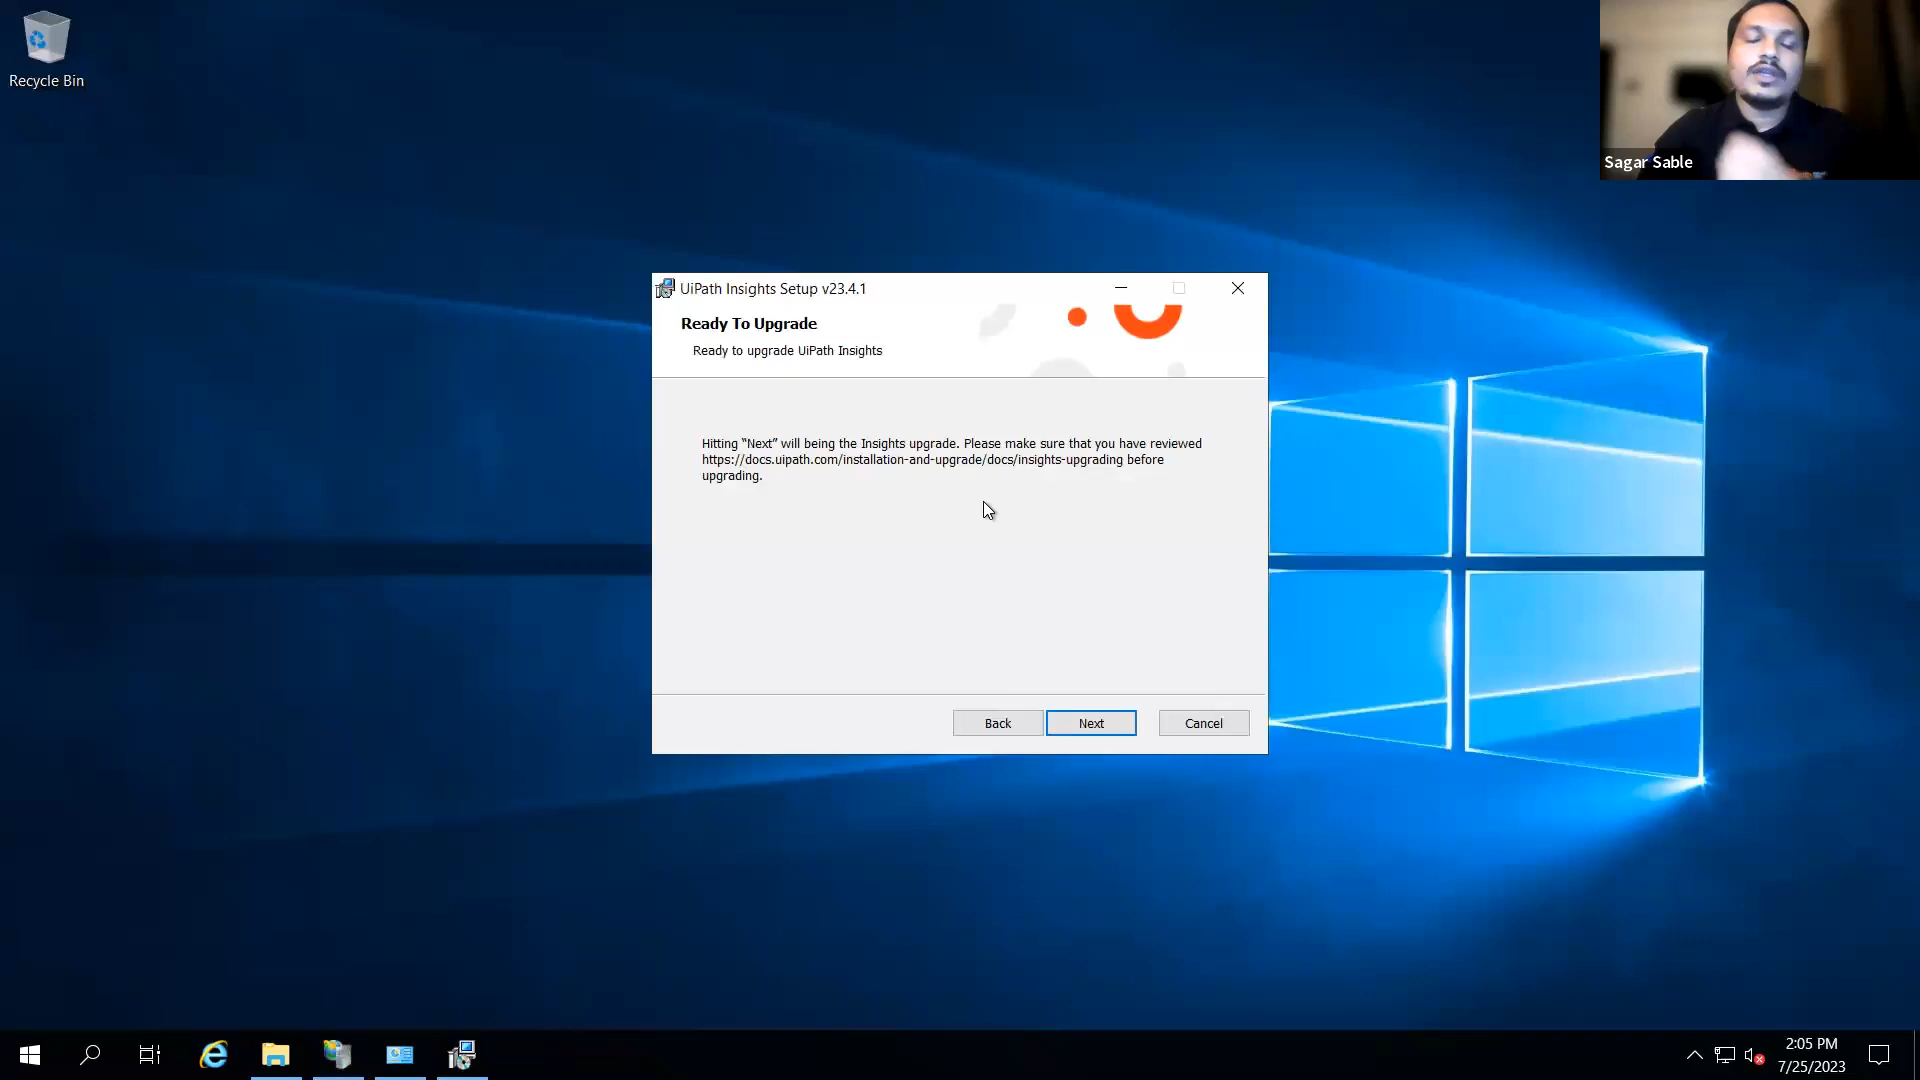 Recycle Bin
Sagar Sable
UiPath Insights Setup v23.4.1
Ready To Upgrade
Ready to upgrade UiPath Insights
Hitting “Next” will being the Insights upgrade. Please make sure that you have reviewed
https://docs.uipath.com/installation-and-upgrade/docs/insights-upgrading before
upgrading.
Back
Next
Cancel
2:05 PM
7/25/2023